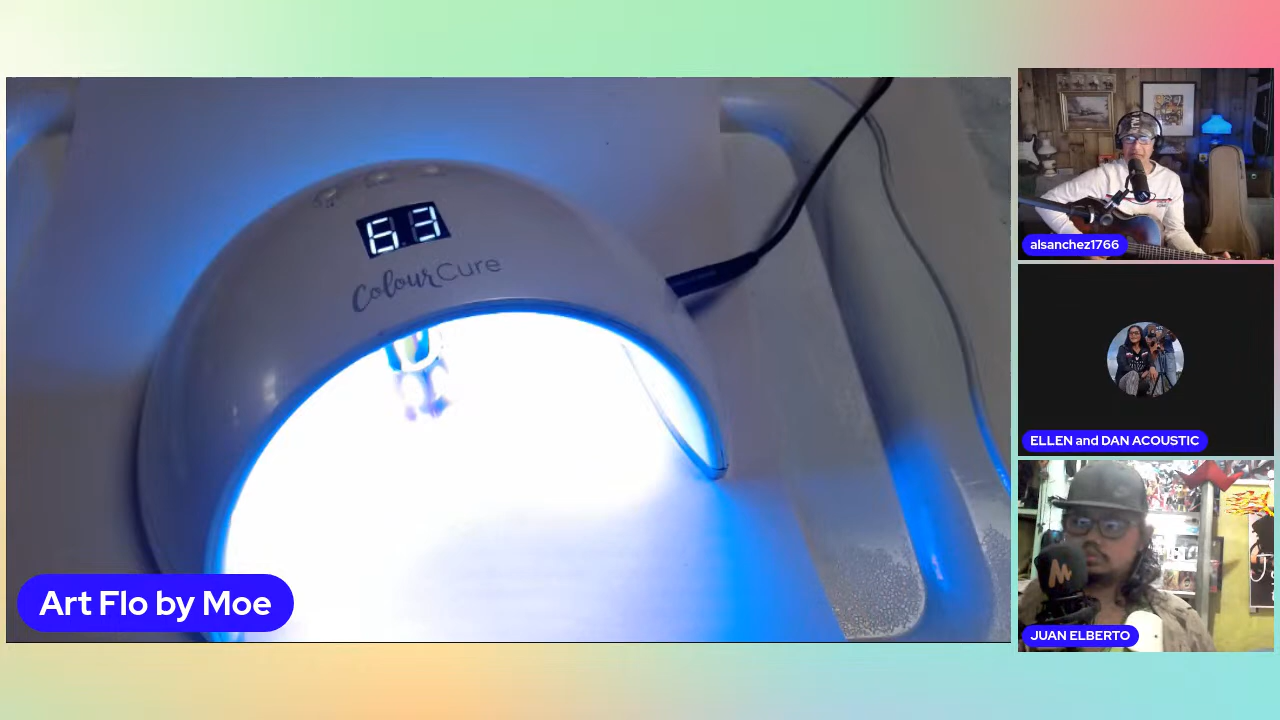 63
ColourCure
Art Flo by Moe
alsanchez1766
ELLEN and DAN ACOUSTIC
JUAN ELBERTO